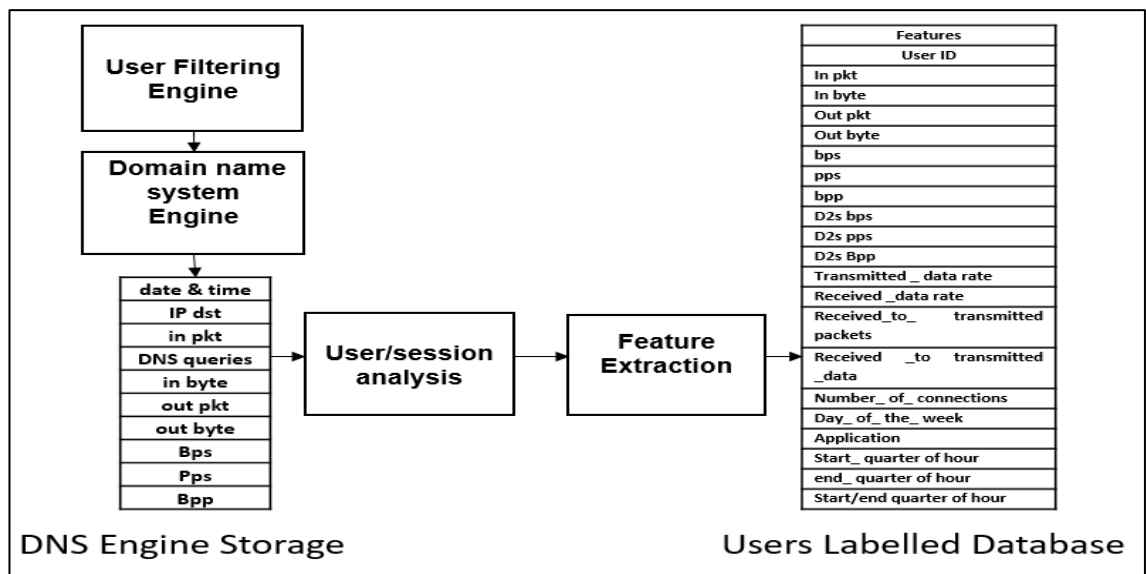 User Filtering
Engine
Domain name
system
Engine
date & time
IP dst
in pkt
DNS queries
in byte
out pkt
out byte
Bps
Pps
Bpp
DNS Engine Storage
User/session
analysis
Feature
Extraction
Features
User ID
In pkt
In byte
Out pkt
Out byte
bps
pps
bpp
D2s bps
D2s pps
D2s Bpp
Transmitted _ data rate
Received _data rate
Received_to_ transmitted
packets
Received _to transmitted
_data
Number_ of_ connections
Day_ of_ the_ week
Application
Start_ quarter of hour
end_ quarter of hour
Start/end quarter of hour
Users Labelled Database